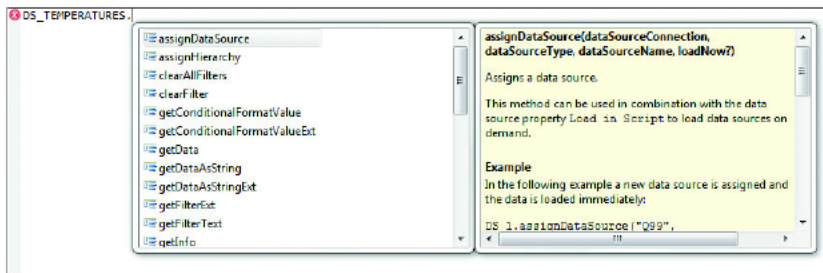 DS_TEMPERATURES.
assignDataSource
assignHierarchy
clearAllFilters
clearFilter
getConditionalFormatValue
getConditionalFormatValueExt
getData
getDataAsString
getDataAsStringExt
getFilterExt
getFilterText
getInfo
assignDataSource(dataSourceConnection,
dataSourceType, dataSourceName, loadNow?)
Assigns a data source.
This method can be used in combination with the data
source property Load in Script to load data sources on
demand.
Example
In the following example a new data source is assigned and
the data is loaded immediately:
DS_1.assignDataSource("Q99",